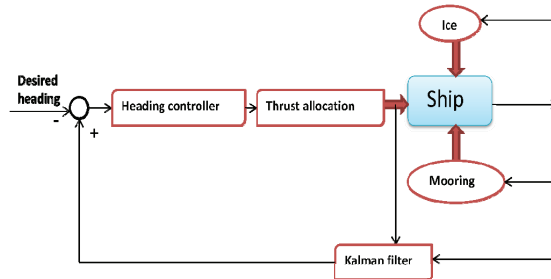 Ice
Desired
heading
-
+
Heading controller
Thrust allocation
Ship
Mooring
Kalman filter